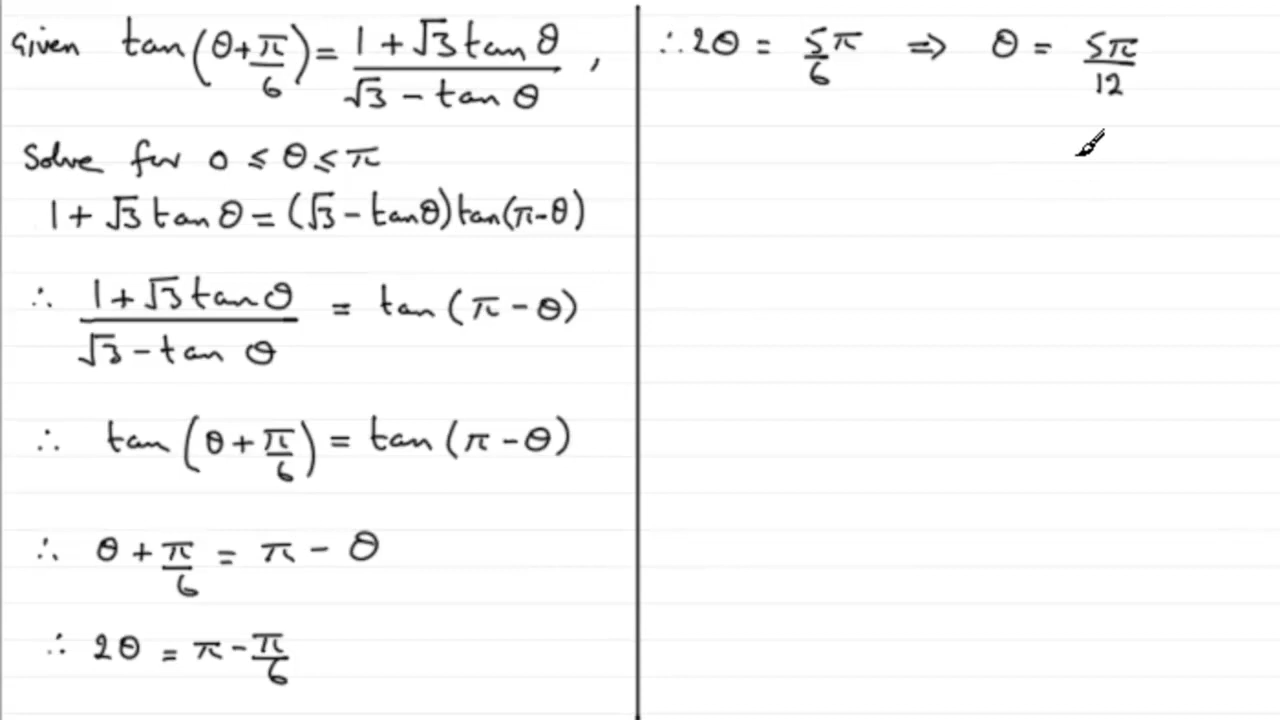 Given tan(θ+π/6) = (1 + √3 tan θ)/(√3 − tan θ) ,
Solve for 0 ≤ θ ≤ π
1 + √3 tan θ = (√3 − tan θ) tan(π − θ)
∴ (1 + √3 tan θ)/(√3 − tan θ) = tan (π − θ)
∴ tan (θ + π/6) = tan (π − θ)
∴ θ + π/6 = π − θ
∴ 2θ = π − π/6
∴ 2θ = 5/6 π ⇒ θ = 5π/12